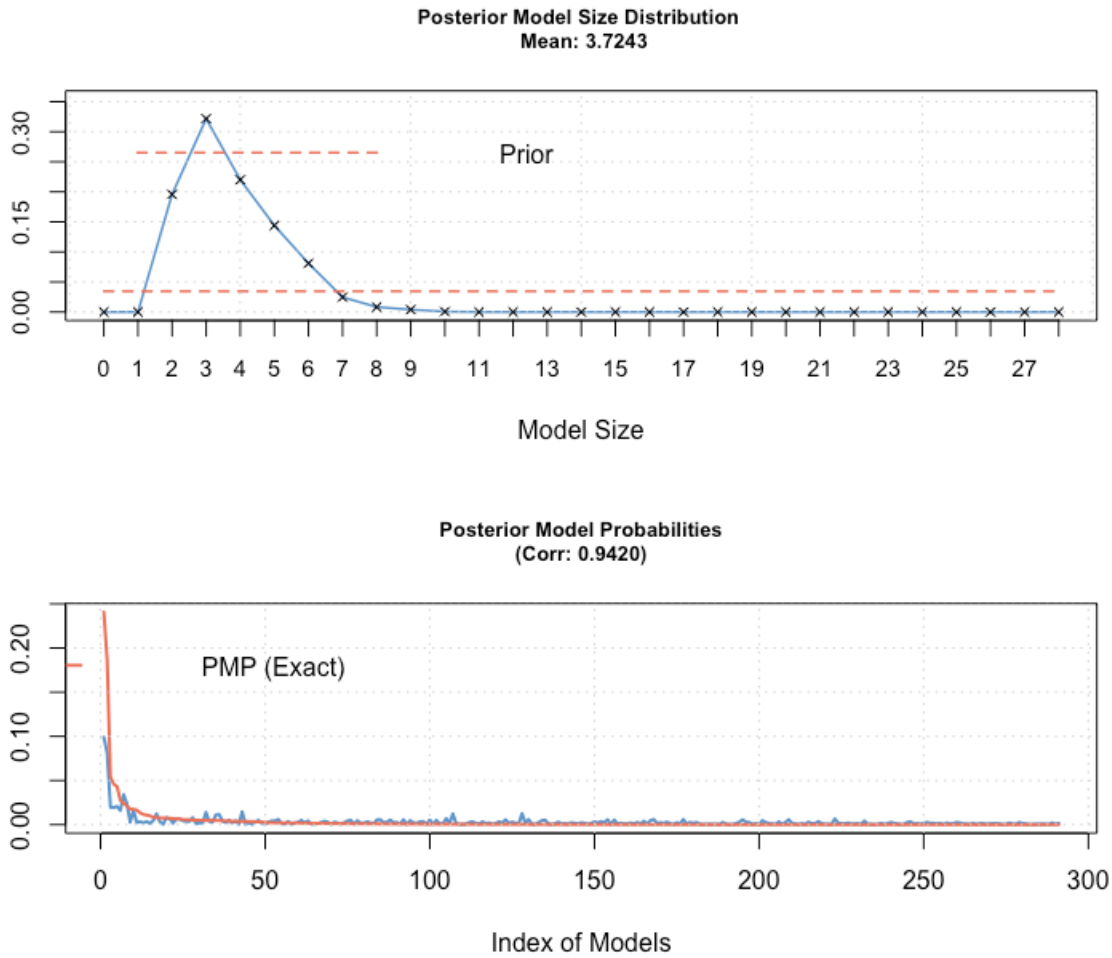 Posterior Model Size Distribution
Mean: 3.7243
Prior
0.30
0.15
0.00
0 1 2 3 4 5 6 7 8 9 11 13 15 17 19 21 23 25 27
Model Size
Posterior Model Probabilities
(Corr: 0.9420)
PMP (Exact)
0.20
0.10
0.00
0 50 100 150 200 250 300
Index of Models